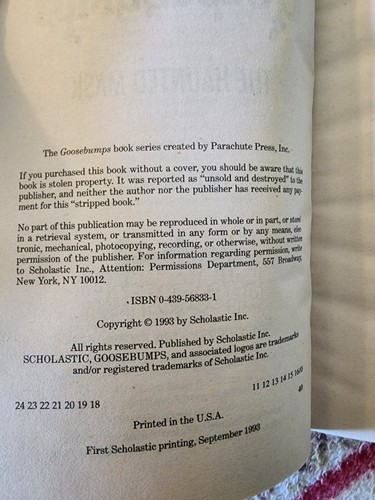 THE HAUNTED MASK
The Goosebumps book series created by Parachute Press, Inc.
If you purchased this book without a cover, you should be aware that this
book is stolen property. It was reported as "unsold and destroyed" to the
publisher, and neither the author nor the publisher has received any pay-
ment for this "stripped book."
No part of this publication may be reproduced in whole or in part, or stored
in a retrieval system, or transmitted in any form or by any means, elec-
tronic, mechanical, photocopying, recording, or otherwise, without written
permission of the publisher. For information regarding permission, write
to Scholastic Inc., Attention: Permissions Department, 557 Broadway,
New York, NY 10012.
ISBN 0-439-56833-1
Copyright © 1993 by Scholastic Inc.
All rights reserved. Published by Scholastic Inc.
SCHOLASTIC, GOOSEBUMPS, and associated logos are trademarks
and/or registered trademarks of Scholastic Inc.
24 23 22 21 20 19 18 11 12 13 14 15 16/0
40
Printed in the U.S.A.
First Scholastic printing, September 1993